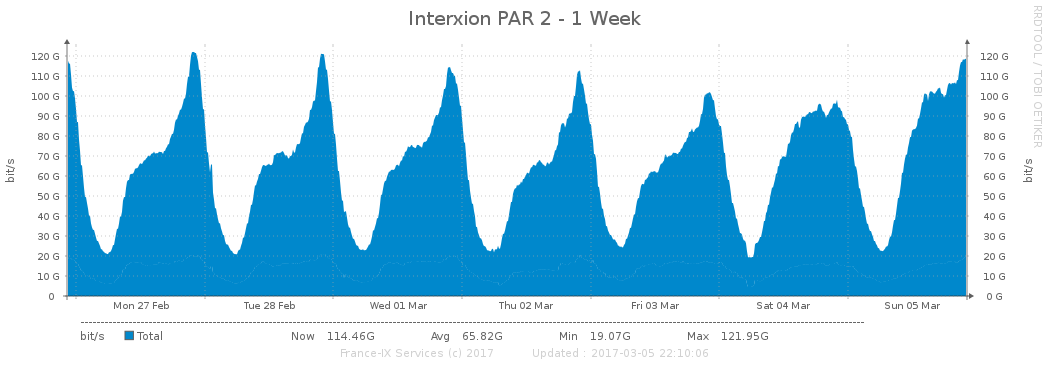 Interxion PAR 2 - 1 Week
RRDTOOL / TOBI OETIKER
bit/s
120 G 120 G
110 G 110 G
100 G 100 G
90 G 90 G
80 G 80 G
70 G 70 G
60 G 60 G
50 G 50 G
40 G 40 G
30 G 30 G
20 G 20 G
10 G 10 G
0 0 G
bit/s
Mon 27 Feb Tue 28 Feb Wed 01 Mar Thu 02 Mar Fri 03 Mar Sat 04 Mar Sun 05 Mar
bit/s Total Now 114.46G Avg 65.82G Min 19.07G Max 121.95G
France-IX Services (c) 2017 Updated : 2017-03-05 22:10:06